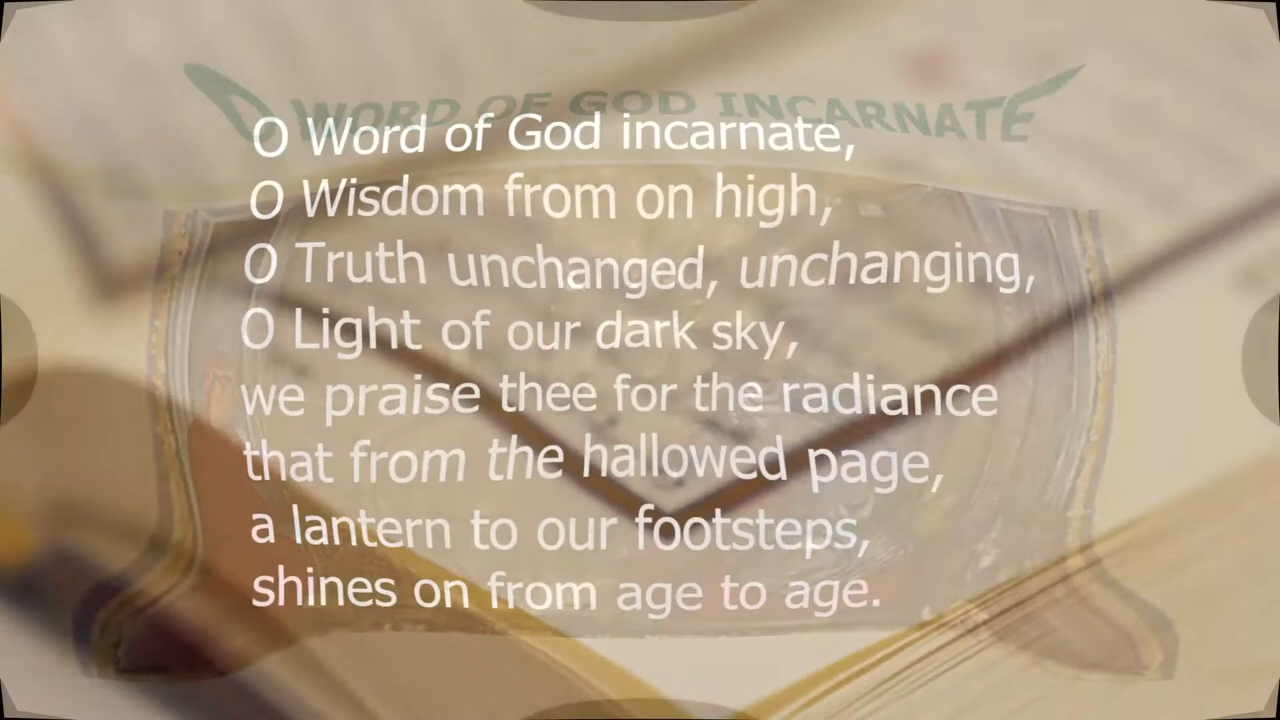 O WORD OF GOD INCARNATE
O Word of God incarnate,
O Wisdom from on high,
O Truth unchanged, unchanging,
O Light of our dark sky,
we praise thee for the radiance
that from the hallowed page,
a lantern to our footsteps,
shines on from age to age.